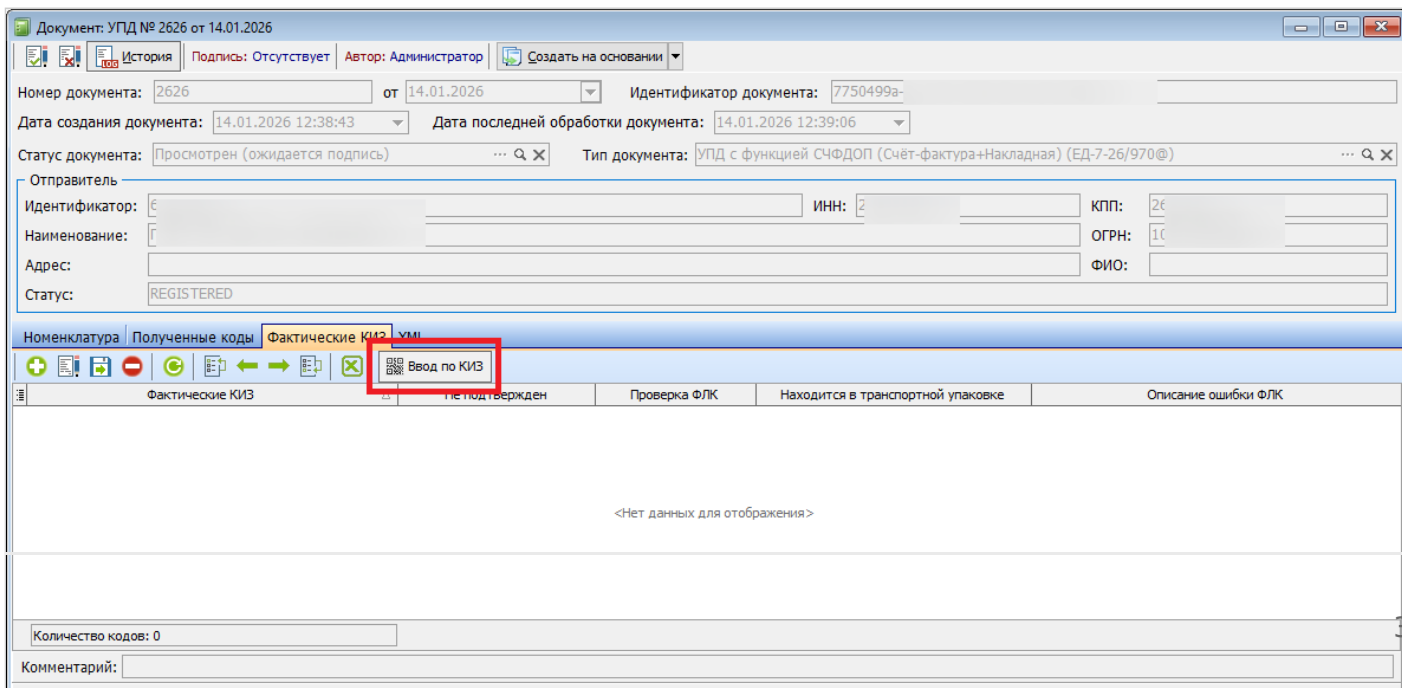 Документ: УПД № 2626 от 14.01.2026
LOG История Подпись: Отсутствует Автор: Администратор Создать на основании
Номер документа: 2626 от 14.01.2026 Идентификатор документа: 7750499a-
Дата создания документа: 14.01.2026 12:38:43 Дата последней обработки документа: 14.01.2026 12:39:06
Статус документа: Просмотрен (ожидается подпись) ... Тип документа: УПД с функцией СЧФДОП (Счёт-фактура+Накладная) (ЕД-7-26/970@) ...
Отправитель
Идентификатор: 6 ИНН: 2 КПП: 26
Наименование: ОГРН: 10
Адрес: ФИО:
Статус: REGISTERED
Номенклатура Полученные коды Фактические КИЗ XML
Ввод по КИЗ
Фактические КИЗ Не подтвержден Проверка ФЛК Находится в транспортной упаковке Описание ошибки ФЛК
<Нет данных для отображения>
Количество кодов: 0
Комментарий: